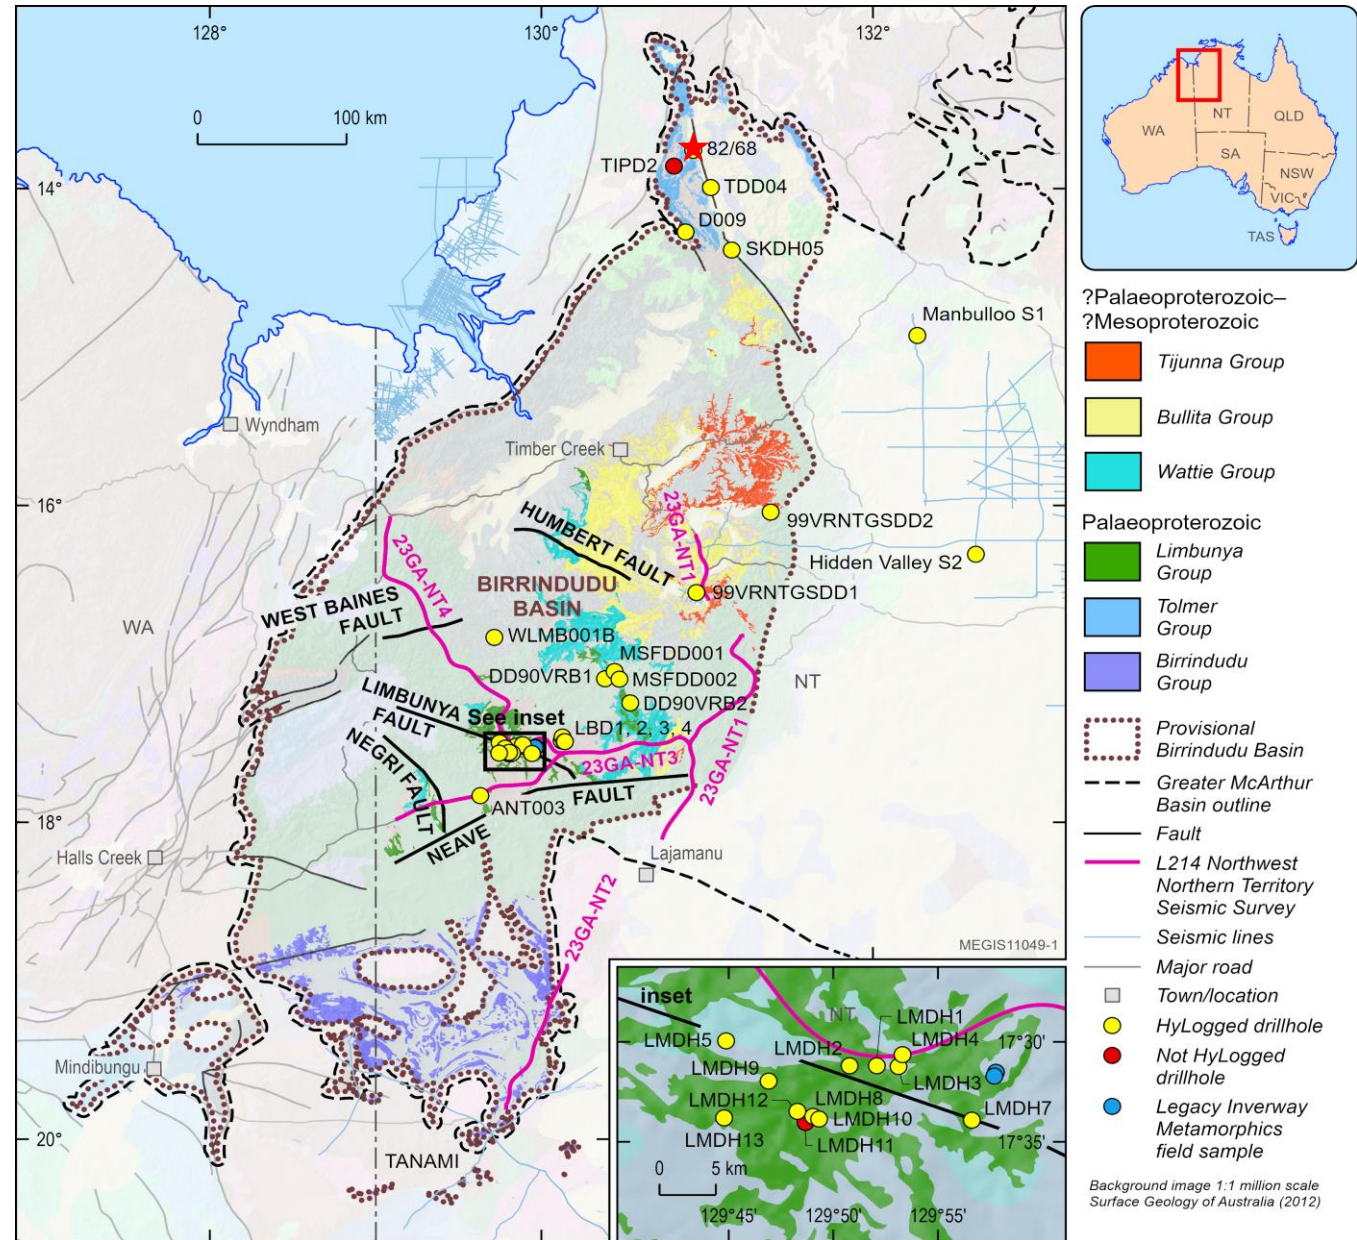 128°
130°
132°
0
100 km
82/68
TIPD2
14°
TDD04
D009
SKDH05
Manbulloo S1
Wyndham
Timber Creek
16°
23GA-NT4
HUMBERT FAULT
23GA-NT1
99VRNTGSDD2
Hidden Valley S2
BIRRINDUDU
BASIN
99VRNTGSDD1
WEST BAINES
FAULT
WA
WLMB001B
MSFDD001
DD90VRB1
MSFDD002
NT
LIMBUNYA
FAULT
DD90VRB2
See inset
LBD1, 2, 3, 4
NEGRI FAULT
23GA-NT3
23GA-NT1
FAULT
ANT003
18°
NEAVE
Halls Creek
Lajamanu
23GA-NT2
MEGIS11049-1
Mindibungu
20°
TANAMI
inset
NT
LMDH1
LMDH4
LMDH5
LMDH2
17°30'
LMDH9
LMDH3
LMDH12
LMDH8
LMDH7
LMDH10
LMDH13
LMDH11
17°35'
0
5 km
129°45'
129°50'
129°55'
WA
NT
QLD
SA
NSW
VIC
TAS
?Palaeoproterozoic–
?Mesoproterozoic
Tijunna Group
Bullita Group
Wattie Group
Palaeoproterozoic
Limbunya
Group
Tolmer
Group
Birrindudu
Group
Provisional
Birrindudu Basin
Greater McArthur
Basin outline
Fault
L214 Northwest
Northern Territory
Seismic Survey
Seismic lines
Major road
Town/location
HyLogged drillhole
Not HyLogged
drillhole
Legacy Inverway
Metamorphics
field sample
Background image 1:1 million scale
Surface Geology of Australia (2012)